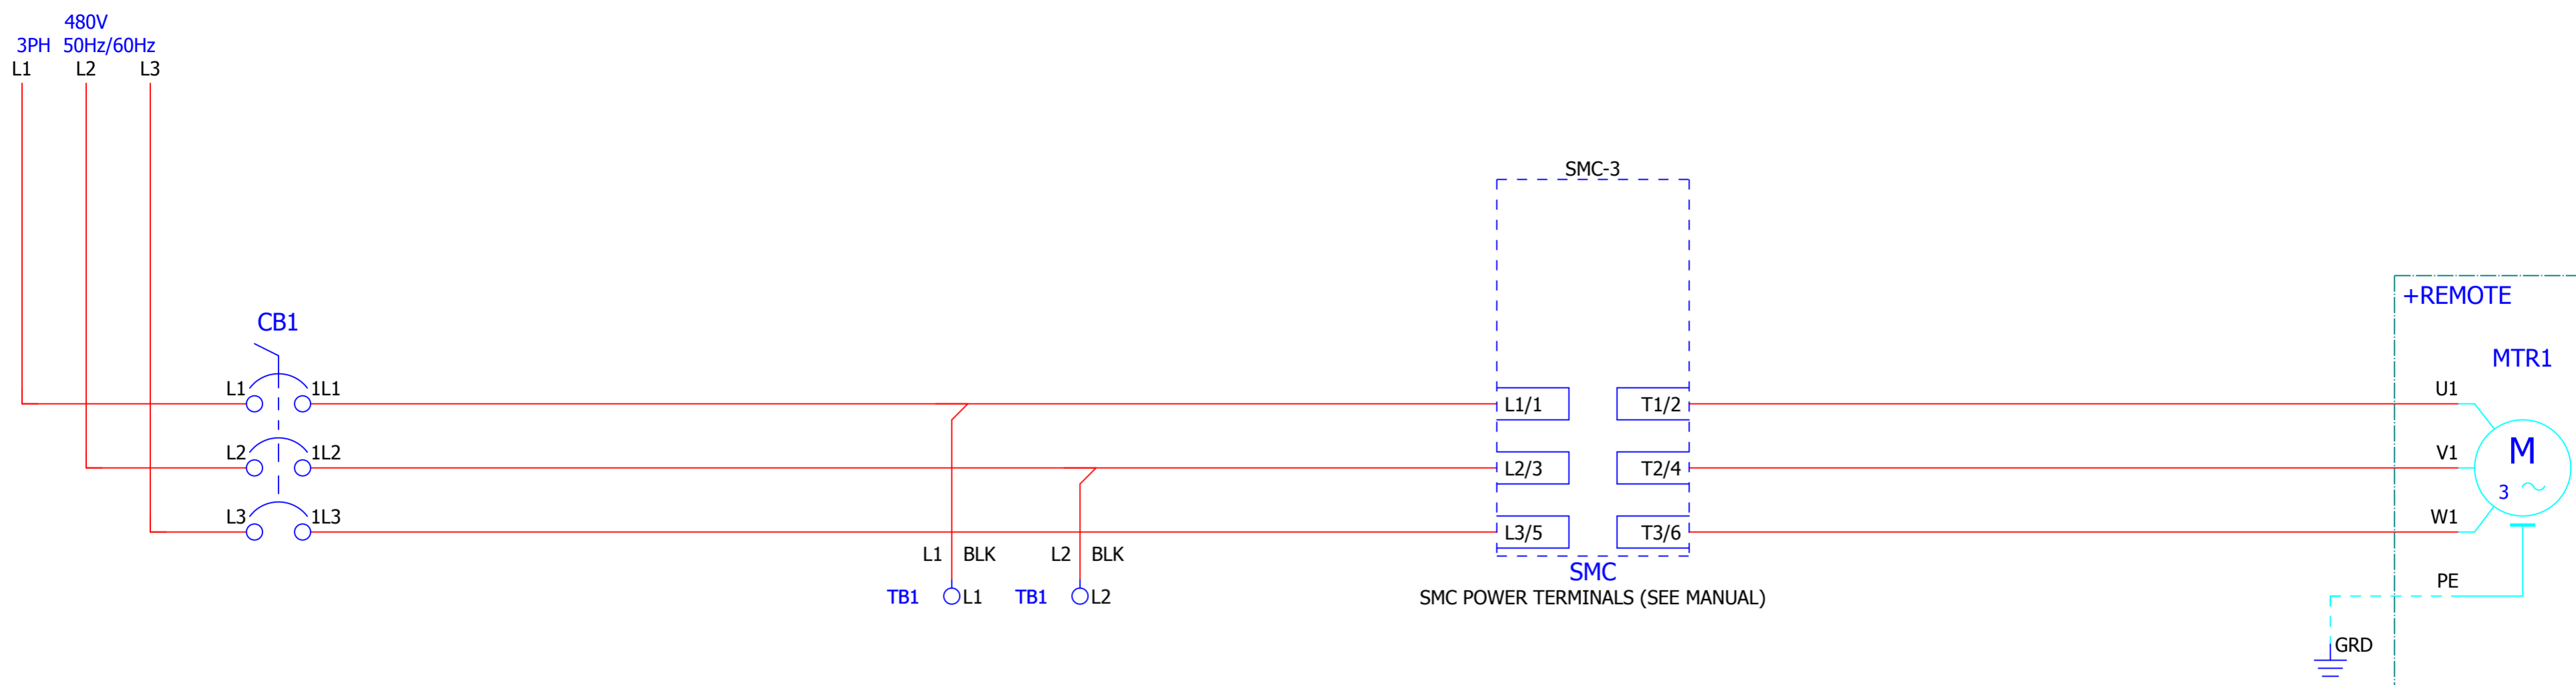 480V
3PH 50Hz/60Hz
L1 L2 L3
SMC-3
+REMOTE
CB1
MTR1
L1 1L1
U1
L1/1 T1/2
L2 1L2
V1
M
L2/3 T2/4
3
L3 1L3
W1
L3/5 T3/6
L1 BLK L2 BLK
SMC
PE
TB1 L1 TB1 L2
SMC POWER TERMINALS (SEE MANUAL)
GRD